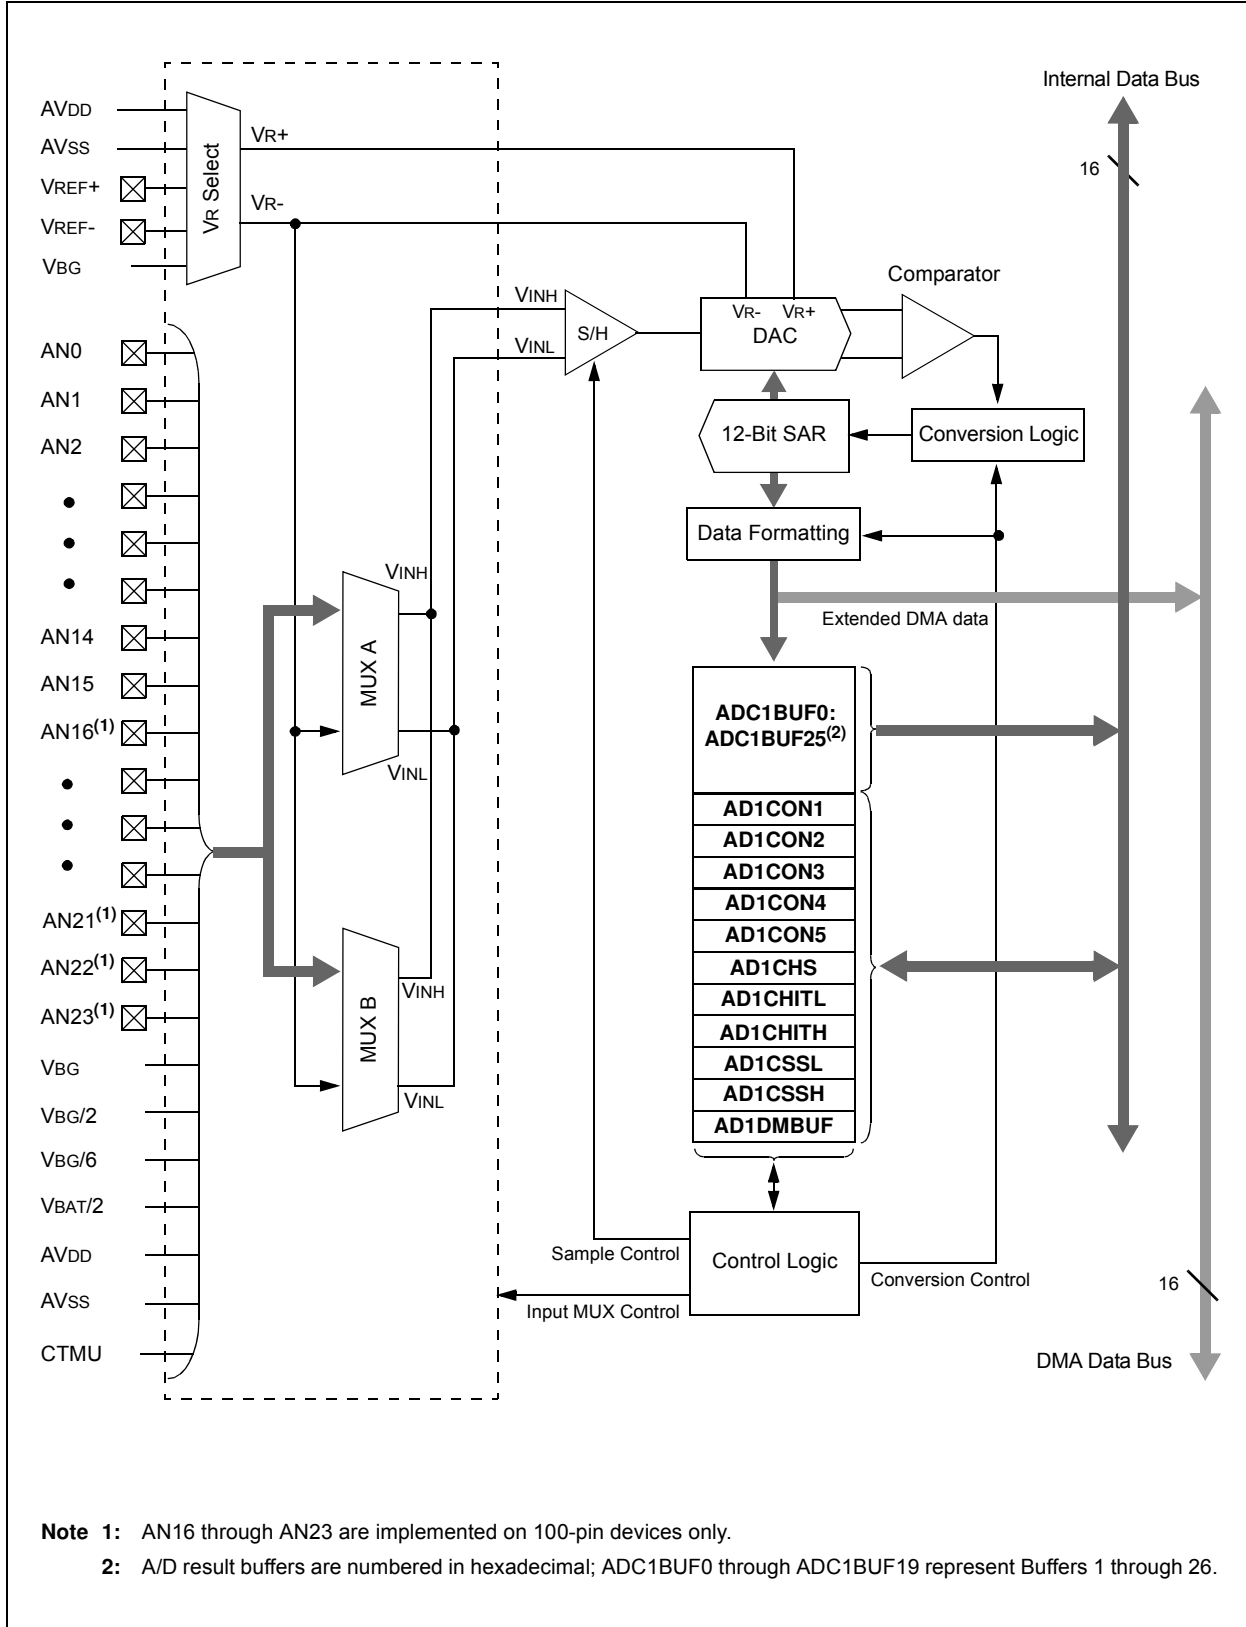 Internal Data Bus
AVDD
AVSS
VREF+
VREF-
VBG
VR Select
VR+
VR-
16
Comparator
VINH
VINL
S/H
VR- VR+
DAC
AN0
AN1
AN2
12-Bit SAR
Conversion Logic
Data Formatting
Extended DMA data
AN14
AN15
AN16(1)
VINH
MUX A
VINL
ADC1BUF0:
ADC1BUF25(2)
AD1CON1
AD1CON2
AD1CON3
AD1CON4
AD1CON5
AD1CHS
AD1CHITL
AD1CHITH
AD1CSSL
AD1CSSH
AD1DMBUF
AN21(1)
AN22(1)
AN23(1)
VINH
MUX B
VINL
VBG
VBG/2
VBG/6
VBAT/2
AVDD
AVSS
CTMU
Sample Control
Control Logic
Conversion Control
Input MUX Control
16
DMA Data Bus
Note 1: AN16 through AN23 are implemented on 100-pin devices only.
2: A/D result buffers are numbered in hexadecimal; ADC1BUF0 through ADC1BUF19 represent Buffers 1 through 26.